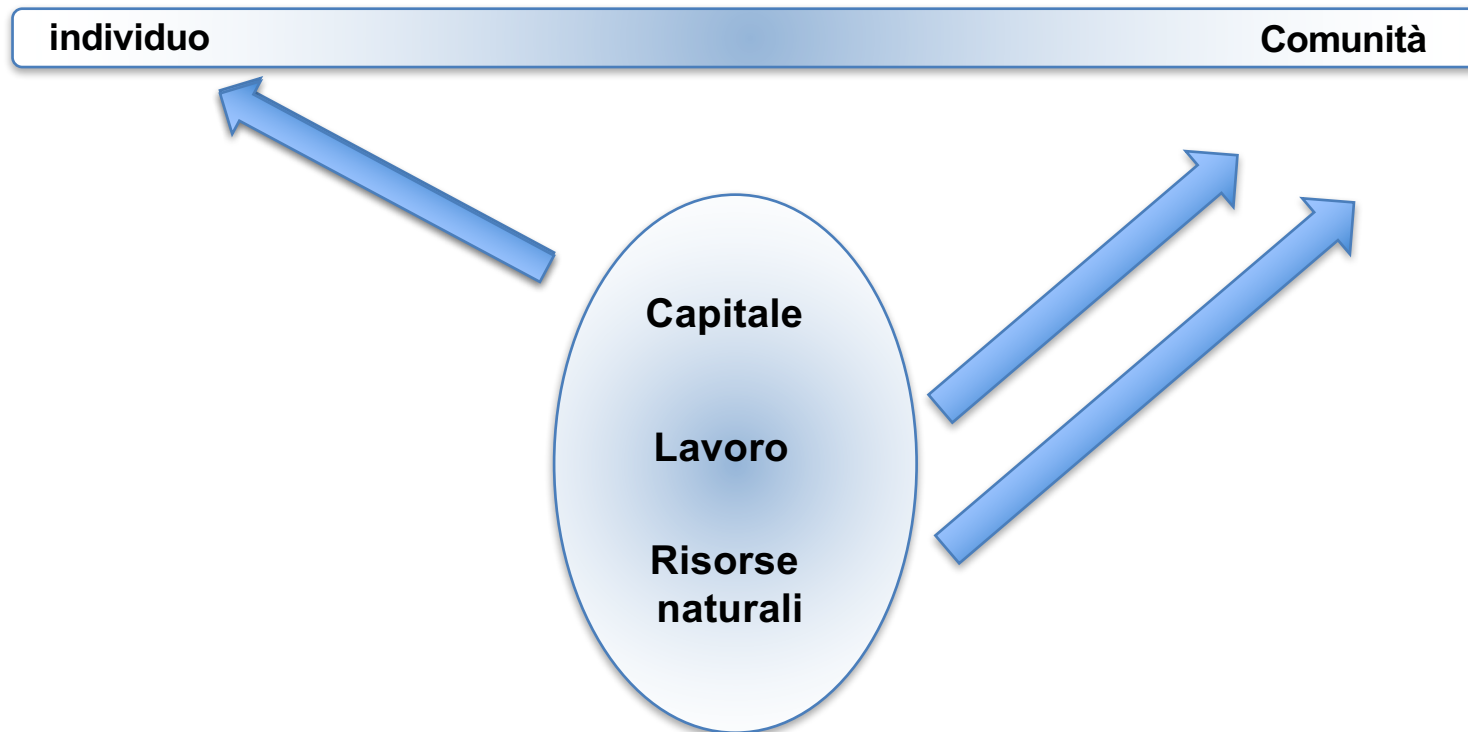 individuo
Comunità
Capitale
Lavoro
Risorse
naturali